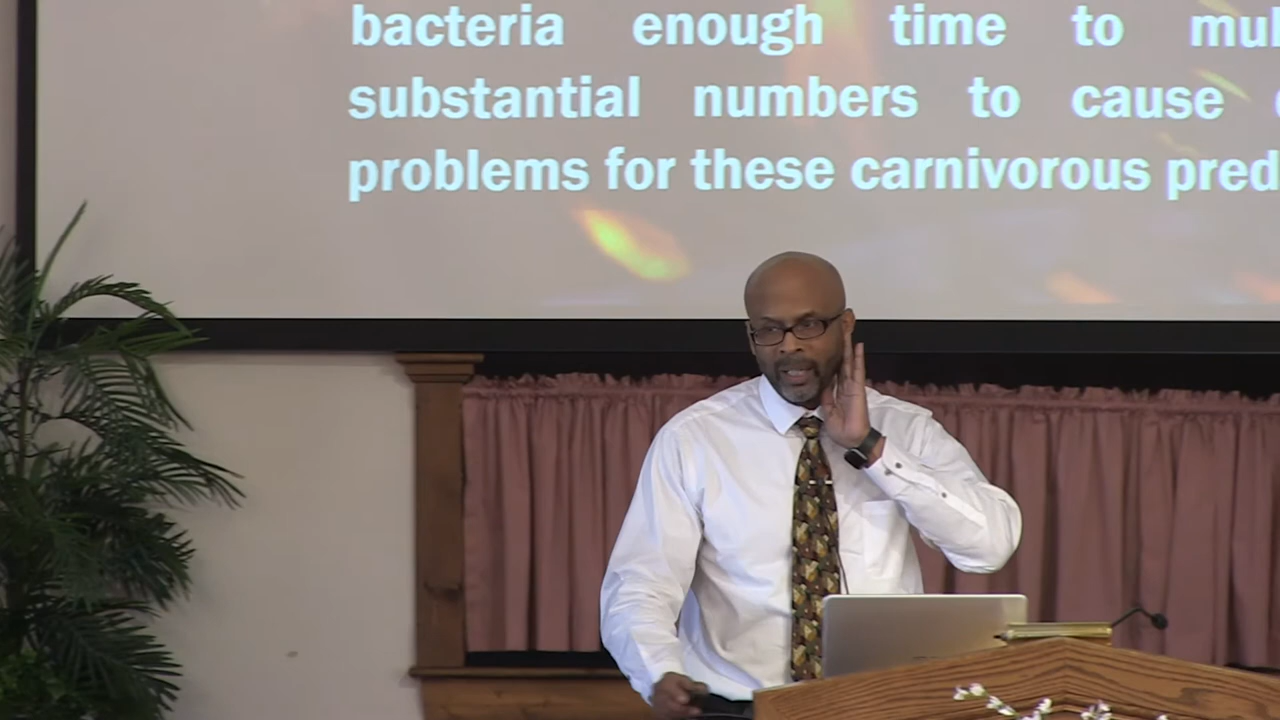 bacteria enough time to
substantial numbers to cause
problems for these carnivorous